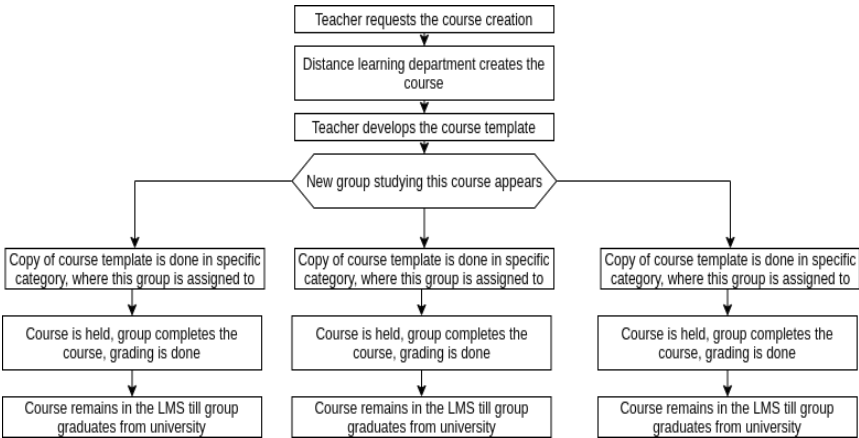 Teacher requests the course creation
Distance learning department creates the
course
Teacher develops the course template
New group studying this course appears
Copy of course template is done in specific
category, where this group is assigned to
Copy of course template is done in specific
category, where this group is assigned to
Copy of course template is done in specific
category, where this group is assigned to
Course is held, group completes the
course, grading is done
Course is held, group completes the
course, grading is done
Course is held, group completes the
course, grading is done
Course remains in the LMS till group
graduates from university
Course remains in the LMS till group
graduates from university
Course remains in the LMS till group
graduates from university